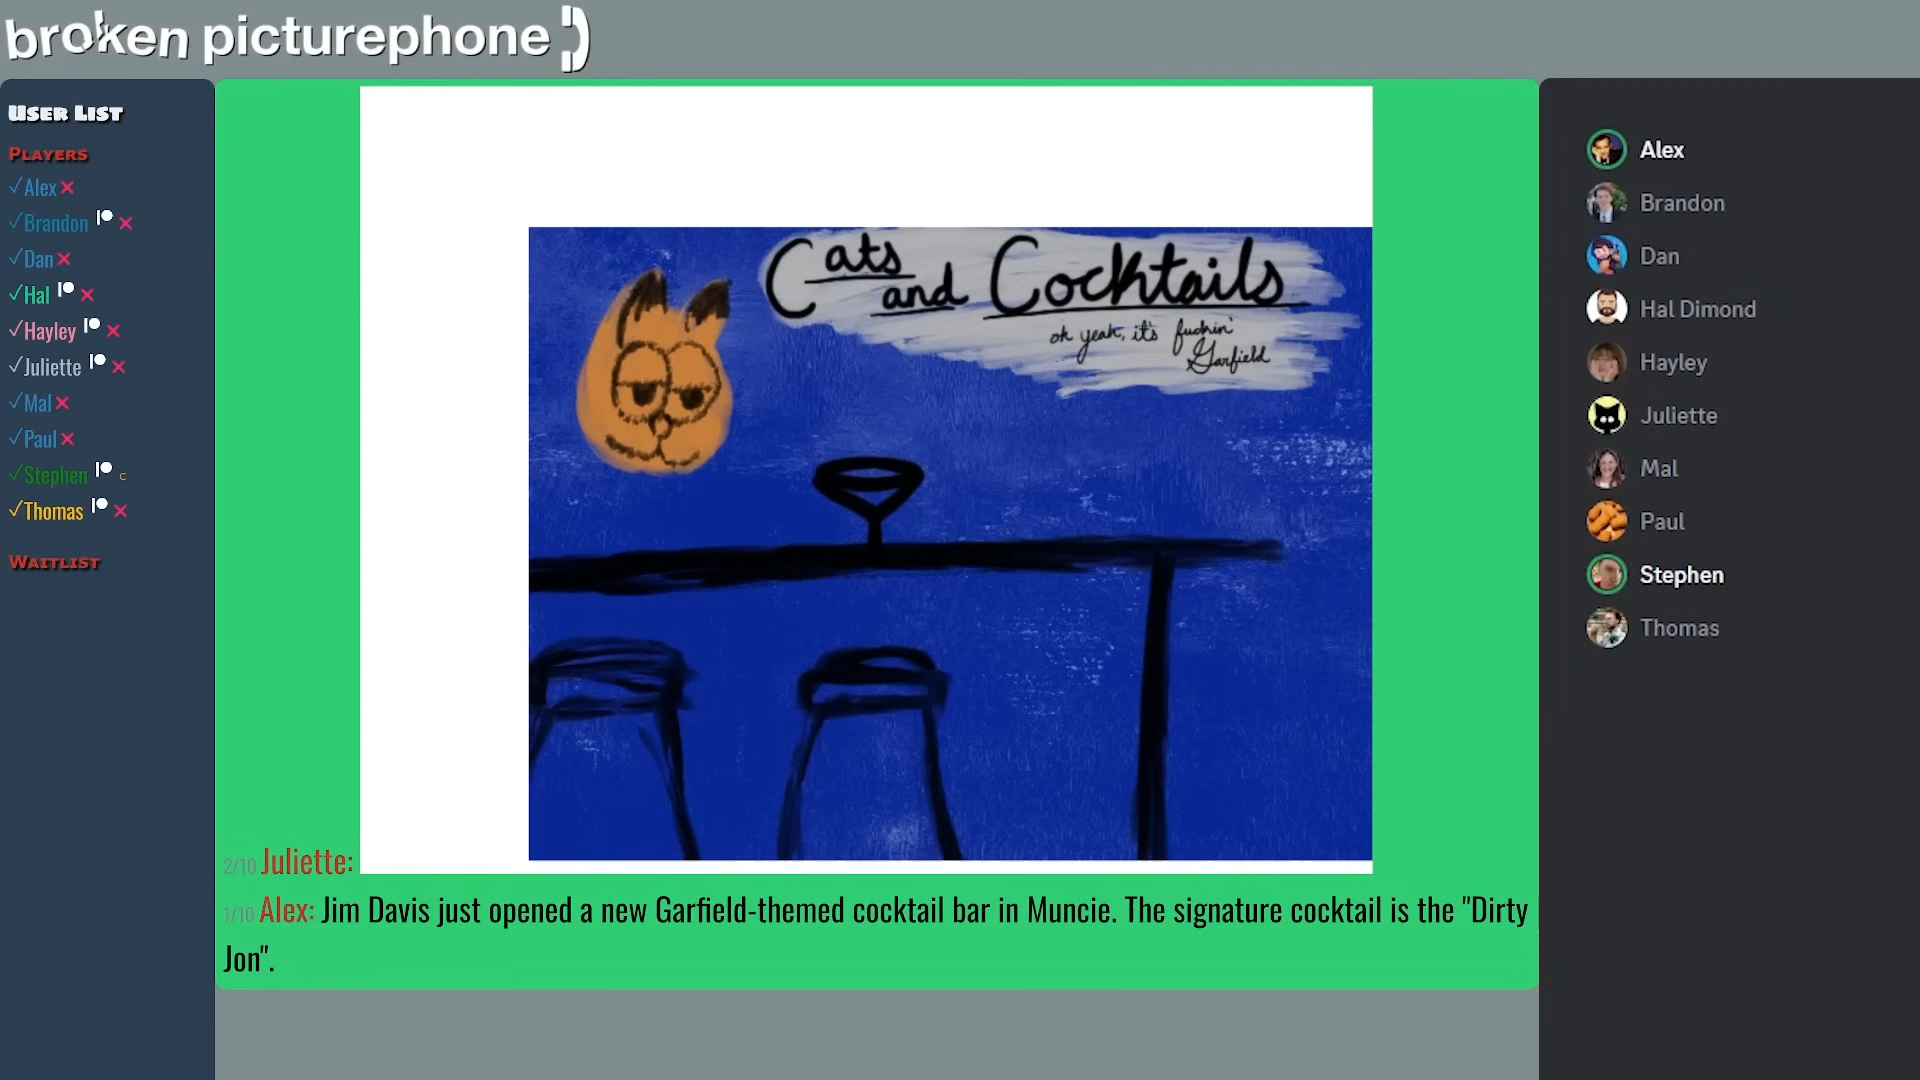 broken picturephone
User List
Players
✓Alex ×
✓Brandon ×
✓Dan ×
✓Hal ×
✓Hayley ×
✓Juliette ×
✓Mal ×
✓Paul ×
✓Stephen c
✓Thomas ×
Waitlist
Cats and Cocktails
oh yeah, it's fuckin'
Garfield
2/10 Juliette:
1/10 Alex: Jim Davis just opened a new Garfield-themed cocktail bar in Muncie. The signature cocktail is the "Dirty
Jon".
Alex
Brandon
Dan
Hal Dimond
Hayley
Juliette
Mal
Paul
Stephen
Thomas